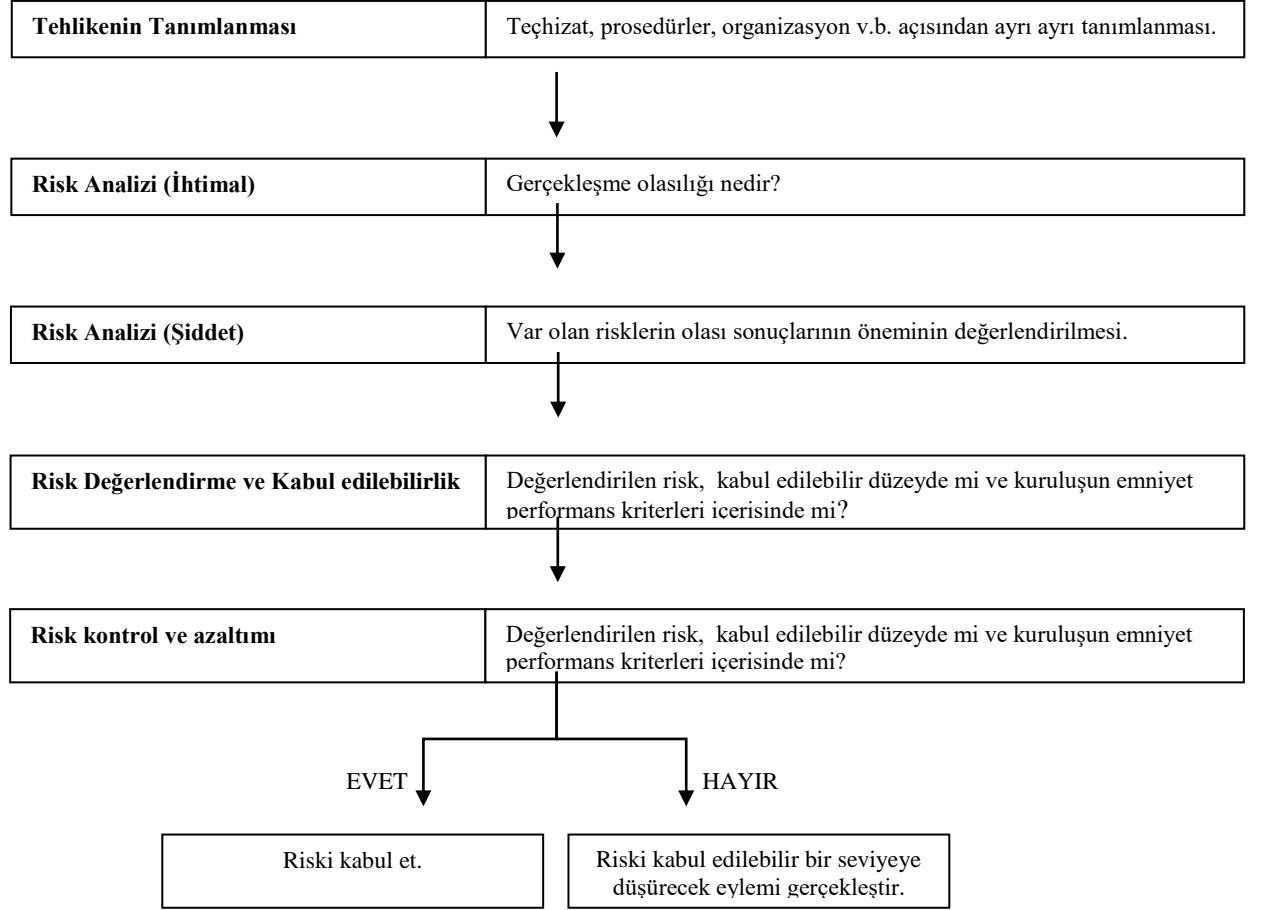 Tehlikenin Tanımlanması
Teçhizat, prosedürler, organizasyon v.b. açısından ayrı ayrı tanımlanması.
Risk Analizi (İhtimal)
Gerçekleşme olasılığı nedir?
Risk Analizi (Şiddet)
Var olan risklerin olası sonuçlarının öneminin değerlendirilmesi.
Risk Değerlendirme ve Kabul edilebilirlik
Değerlendirilen risk, kabul edilebilir düzeyde mi ve kuruluşun emniyet
performans kriterleri içerisinde mi?
Risk kontrol ve azaltımı
Değerlendirilen risk, kabul edilebilir düzeyde mi ve kuruluşun emniyet
performans kriterleri içerisinde mi?
EVET
HAYIR
Riski kabul et.
Riski kabul edilebilir bir seviyeye
düşürecek eylemi gerçekleştir.